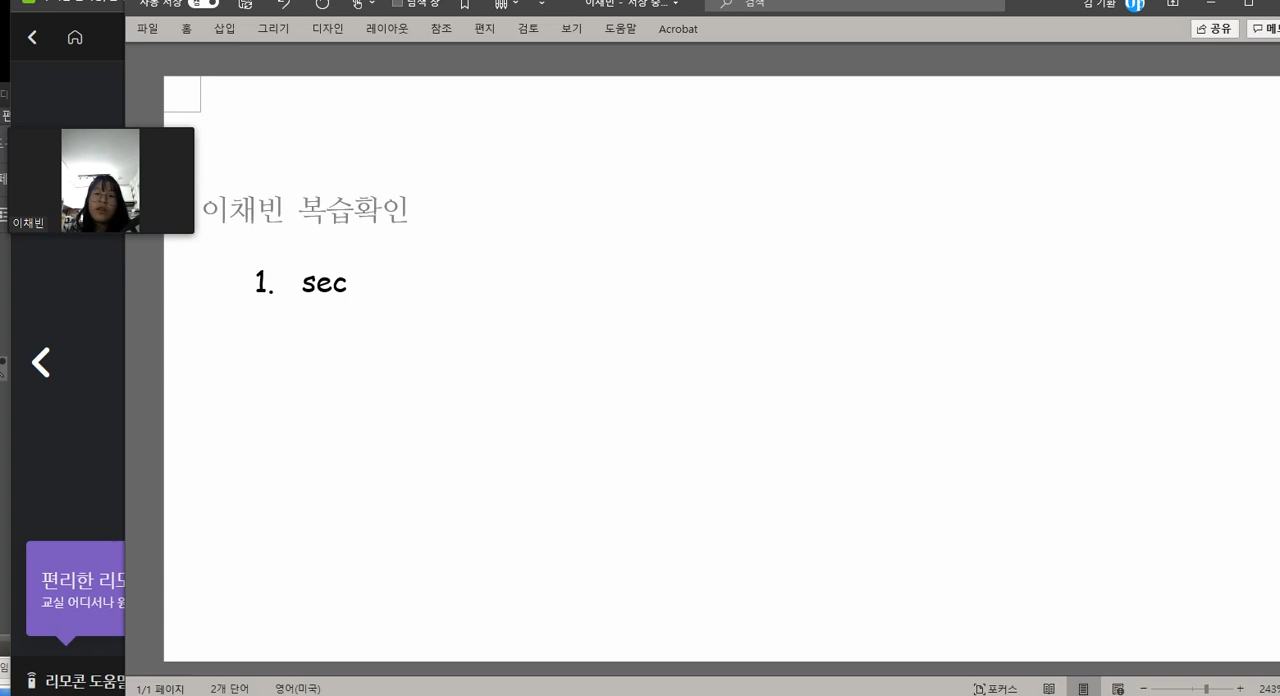 파일 홈 삽입 그리기 디자인 레이아웃 참조 편지 검토 보기 도움말 Acrobat
공유
이채빈
이채빈 복습확인
1. sec
편리한
교실 어디서나
리모콘 도움말
1/1 페이지 2개 단어 영어(미국)
포커스